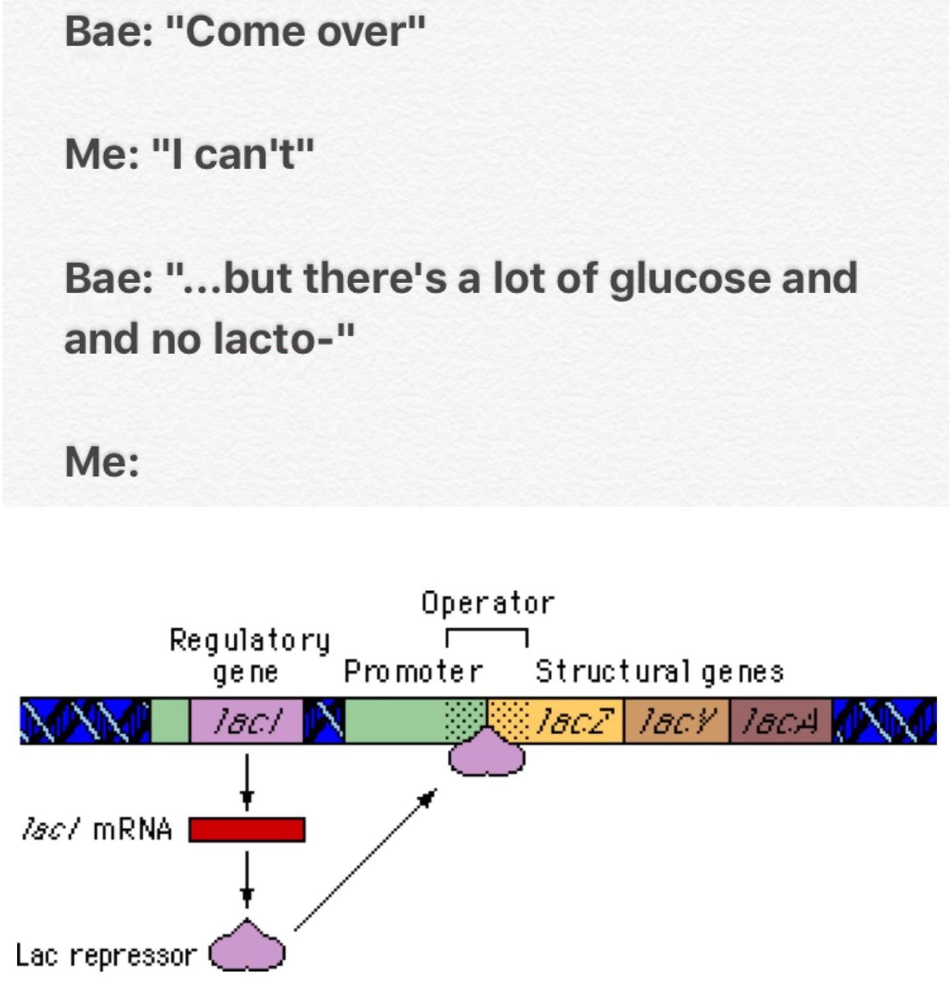 Bae: "Come over"
Me: "I can't"
Bae: "...but there's a lot of glucose and
and no lacto-"
Me:
Operator
Regulatory
gene
Promoter
Structural genes
lacI
lacZ
lacY
lacA
lacI mRNA
Lac repressor